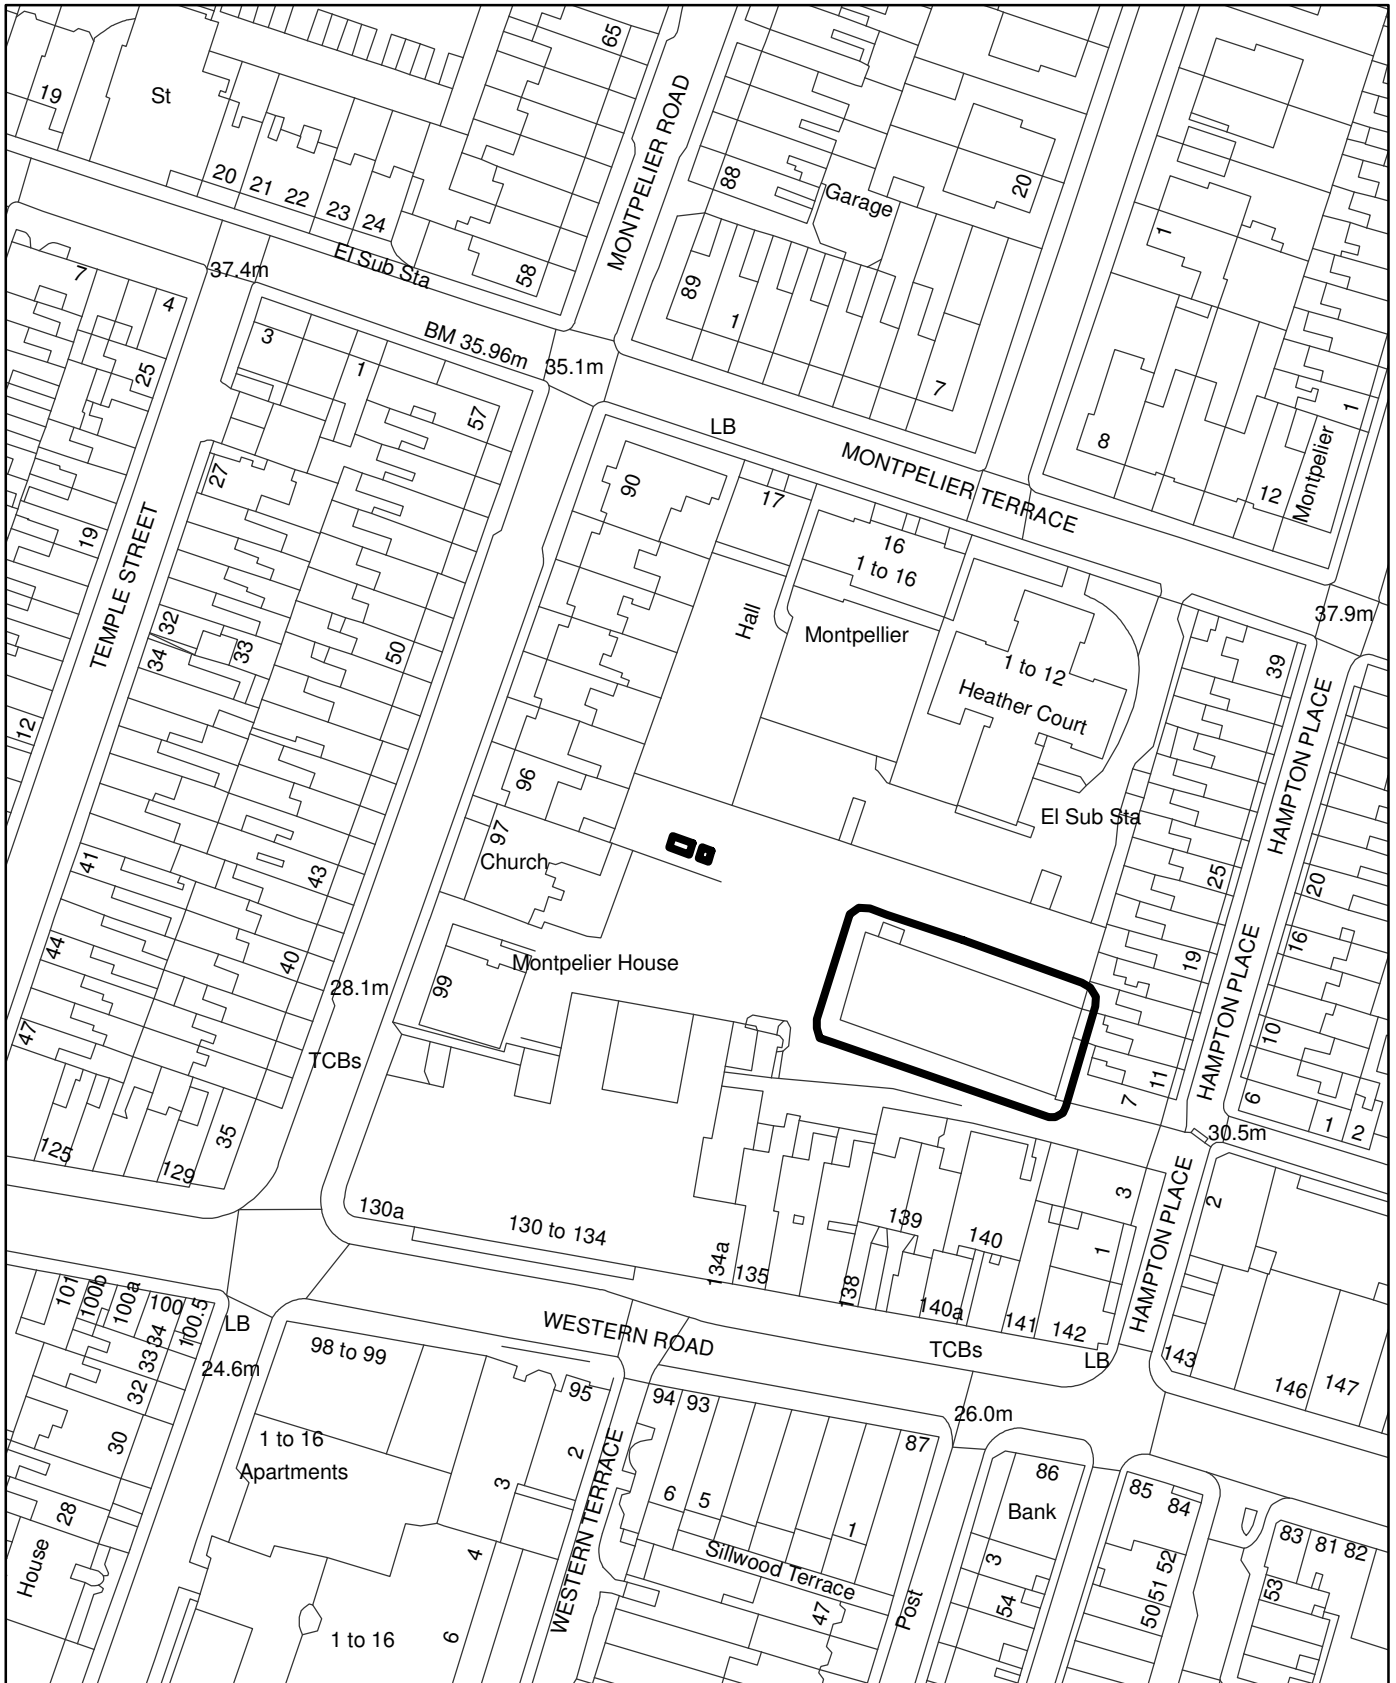 65
19
St
MONTPELIER ROAD
88
20
Garage
20
21
22
23
24
1
El Sub Sta
58
37.4m
7
4
89
1
3
BM 35.96m
35.1m
1
25
57
7
1
LB
MONTPELIER TERRACE
8
Montpelier
12
27
90
17
19
16
1 to 16
TEMPLE STREET
32
33
34
50
Hall
Montpellier
37.9m
1 to 12
Heather Court
39
12
HAMPTON PLACE
96
97
Church
El Sub Sta
41
43
25
20
44
40
19
16
Montpelier House
99
28.1m
HAMPTON PLACE
47
TCBs
10
11
7
6
1
2
30.5m
35
125
129
3
2
HAMPTON PLACE
130a
130 to 134
134a
135
138
139
140
140a
141
142
1
101
100b
100a
100
100.5
34
33
32
LB
24.6m
WESTERN ROAD
TCBs
LB
143
146
147
98 to 99
95
94
93
26.0m
87
30
1 to 16
Apartments
2
3
WESTERN TERRACE
6
5
1
86
Bank
85
84
28
House
4
Sillwood Terrace
47
Post
3
54
52
51
50
83
81
82
53
1 to 16
6